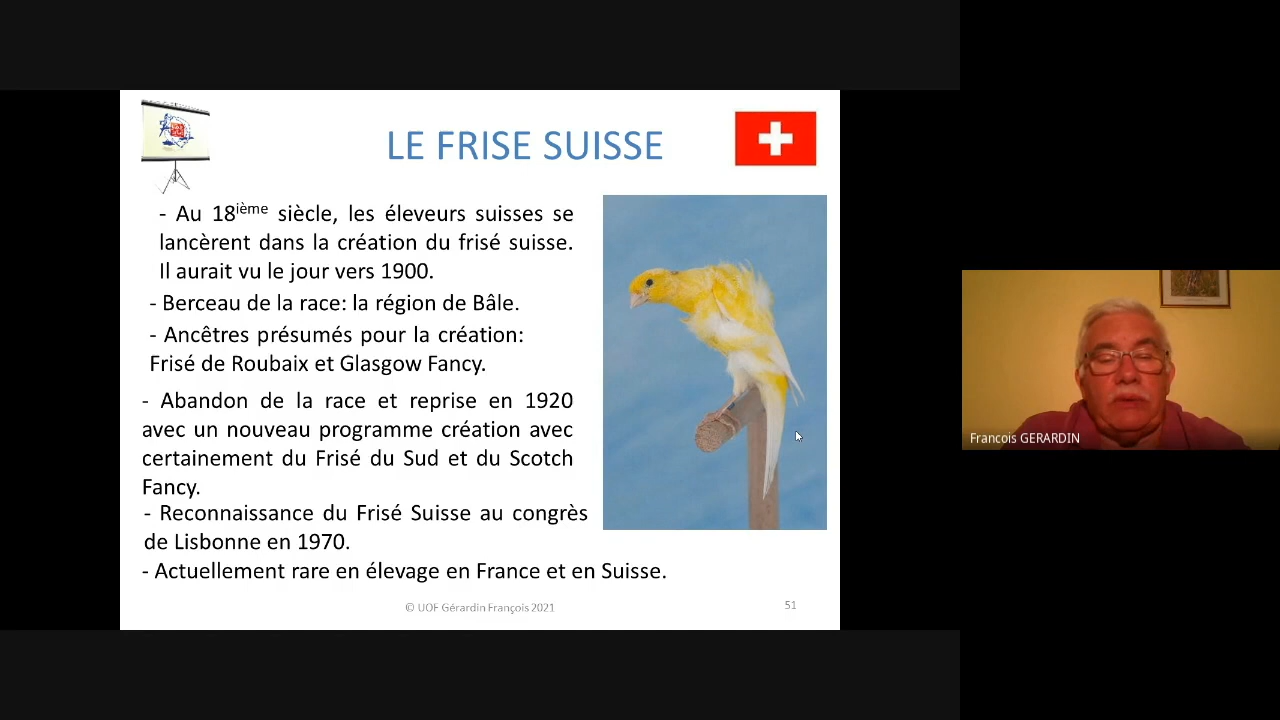 LE FRISE SUISSE
- Au 18ième siècle, les éleveurs suisses se
lancèrent dans la création du frisé suisse.
Il aurait vu le jour vers 1900.
- Berceau de la race: la région de Bâle.
- Ancêtres présumés pour la création:
Frisé de Roubaix et Glasgow Fancy.
- Abandon de la race et reprise en 1920
avec un nouveau programme création avec
certainement du Frisé du Sud et du Scotch
Fancy.
- Reconnaissance du Frisé Suisse au congrès
de Lisbonne en 1970.
- Actuellement rare en élevage en France et en Suisse.
© UOF Gérardin François 2021
51
Francois GERARDIN